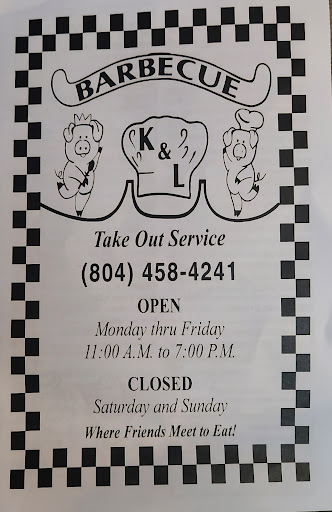 BARBECUE
K & L
Take Out Service
(804) 458-4241
OPEN
Monday thru Friday
11:00 A.M. to 7:00 P.M.
CLOSED
Saturday and Sunday
Where Friends Meet to Eat!